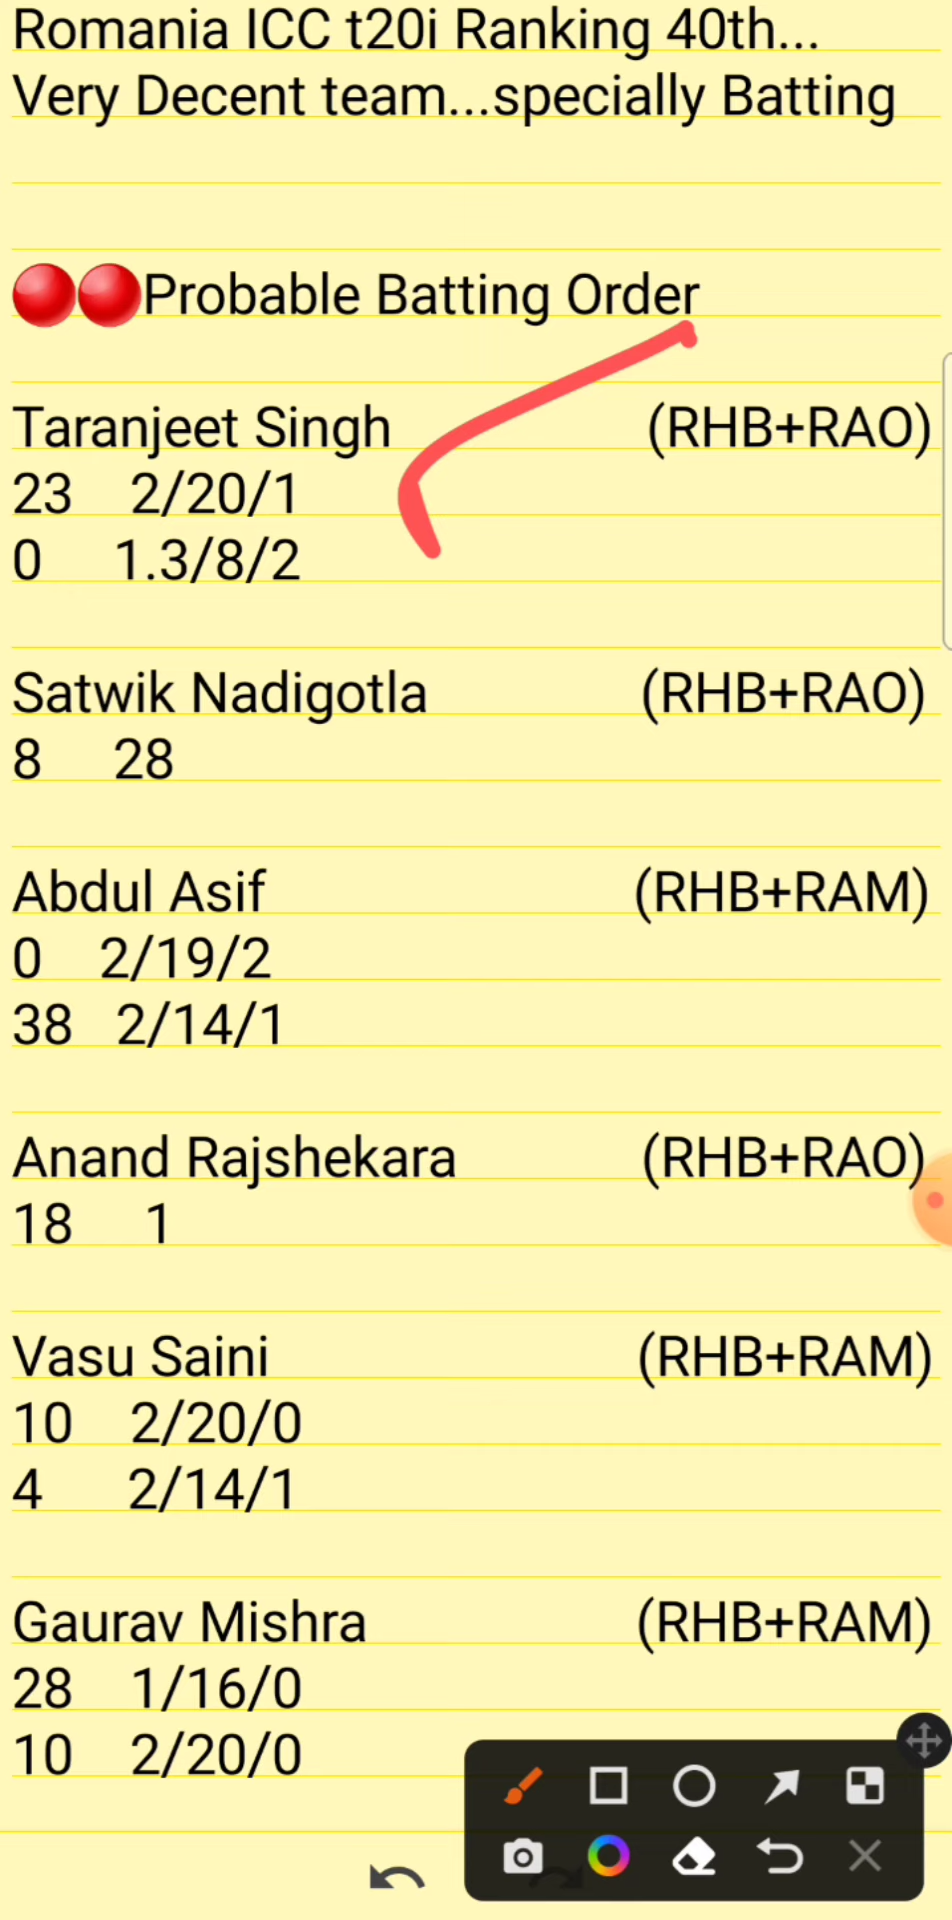 Romania ICC t20i Ranking 40th...
Very Decent team...specially Batting
Probable Batting Order
Taranjeet Singh (RHB+RAO)
23 2/20/1
0 1.3/8/2
Satwik Nadigotla (RHB+RAO)
8 28
Abdul Asif (RHB+RAM)
0 2/19/2
38 2/14/1
Anand Rajshekara (RHB+RAO)
18 1
Vasu Saini (RHB+RAM)
10 2/20/0
4 2/14/1
Gaurav Mishra (RHB+RAM)
28 1/16/0
10 2/20/0